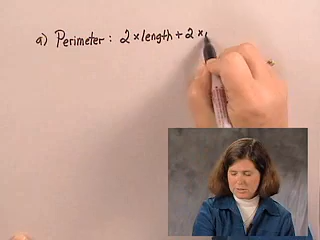 a) Perimeter : 2 × length + 2 ×